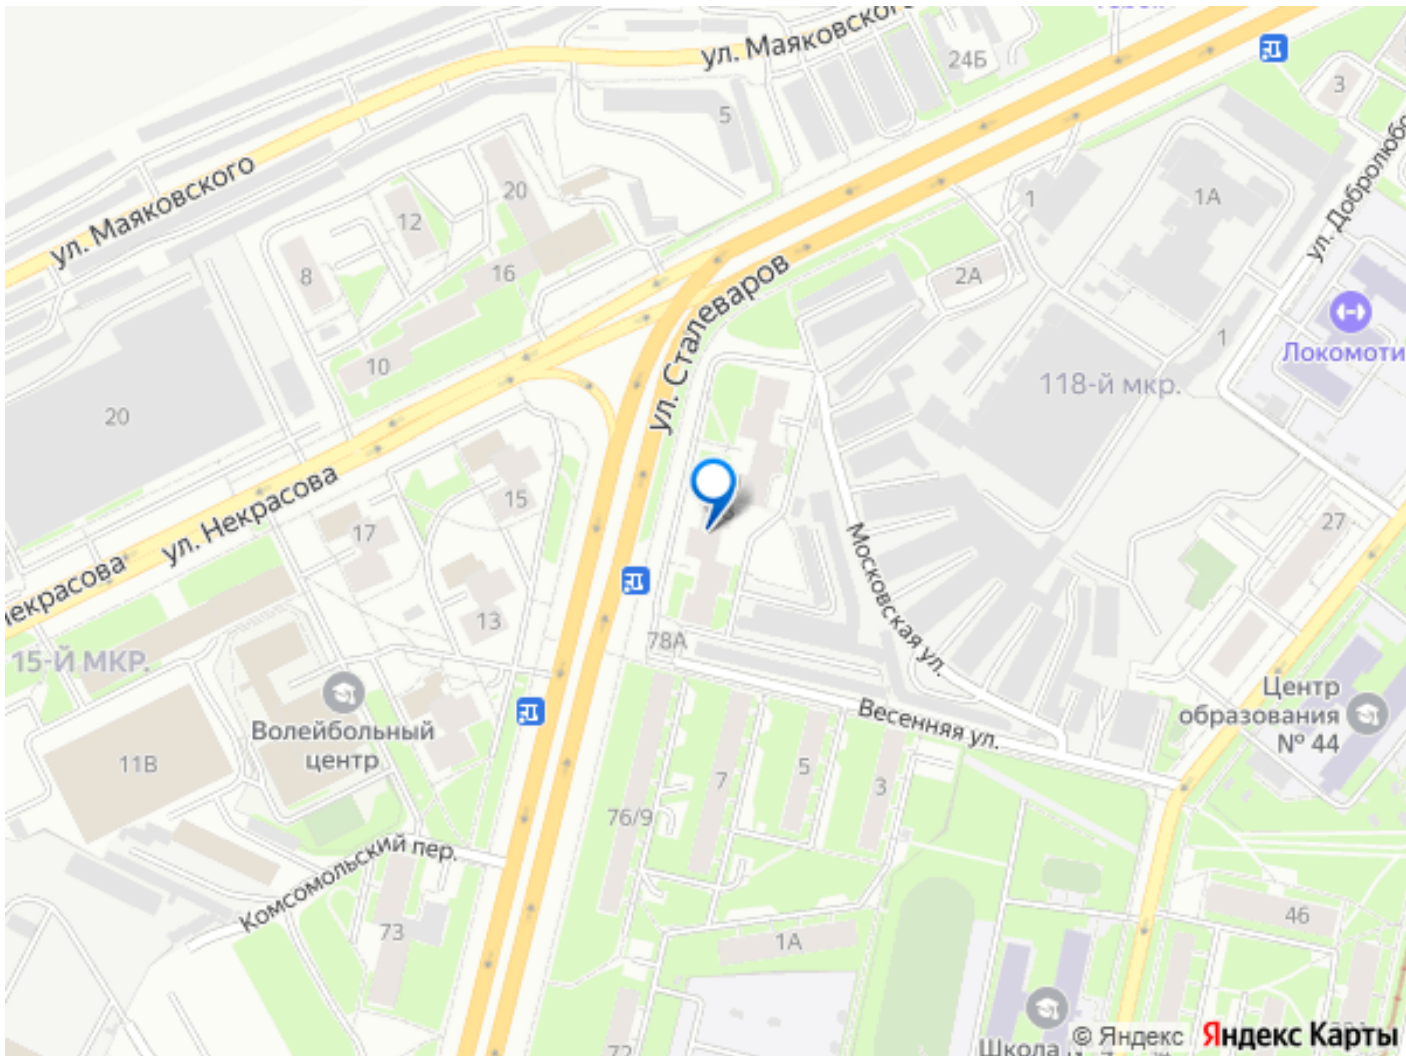 ул. Маяковского
24Б
3
5
ул. Маяковского
20
12
1
1А
ул. Добролюбо
8
16
2А
ул. Сталеваров
10
1
Локомоти
118-й мкр.
20
ул. Некрасова
15
17
27
Московская ул.
некрасова
13
78А
15-Й МКР.
Центр
образования
№ 44
Весенняя ул.
Волейбольный
центр
11В
7
5
3
76/9
Комсомольский пер.
73
1А
46
72
Школа
© Яндекс
Яндекс Карты